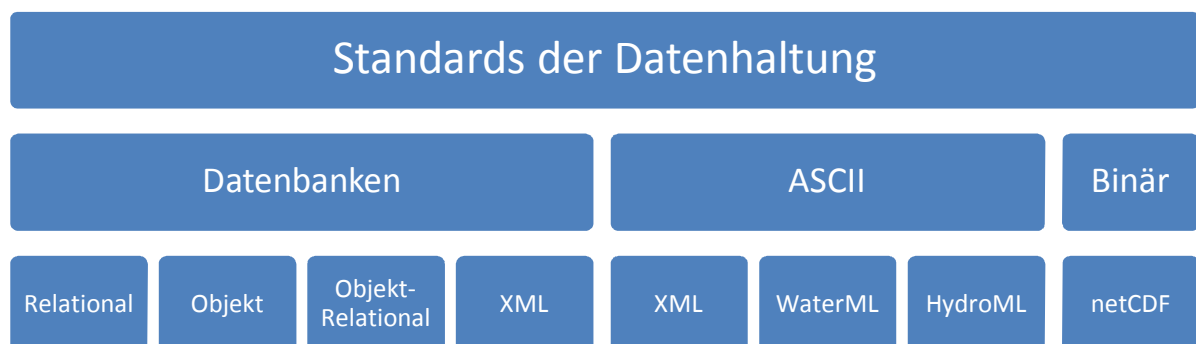 Standards der Datenhaltung
Datenbanken
ASCII
Binär
Relational
Objekt
Objekt-
Relational
XML
XML
WaterML
HydroML
netCDF